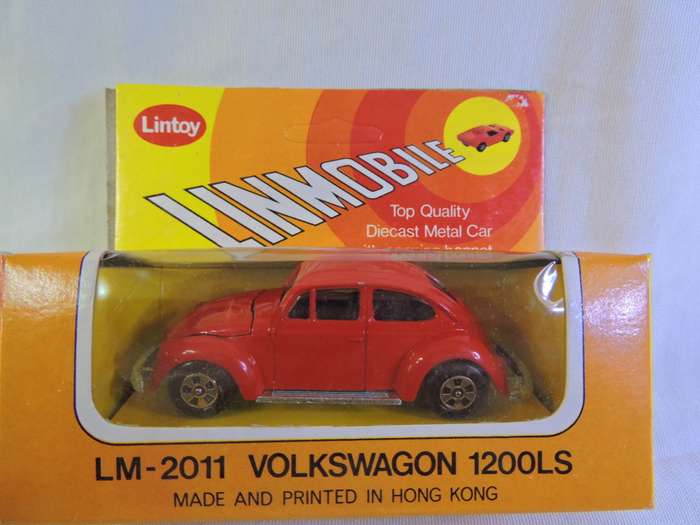 Lintoy
LINMOBILE
Top Quality
Diecast Metal Car
LM-2011 VOLKSWAGON 1200LS
MADE AND PRINTED IN HONG KONG